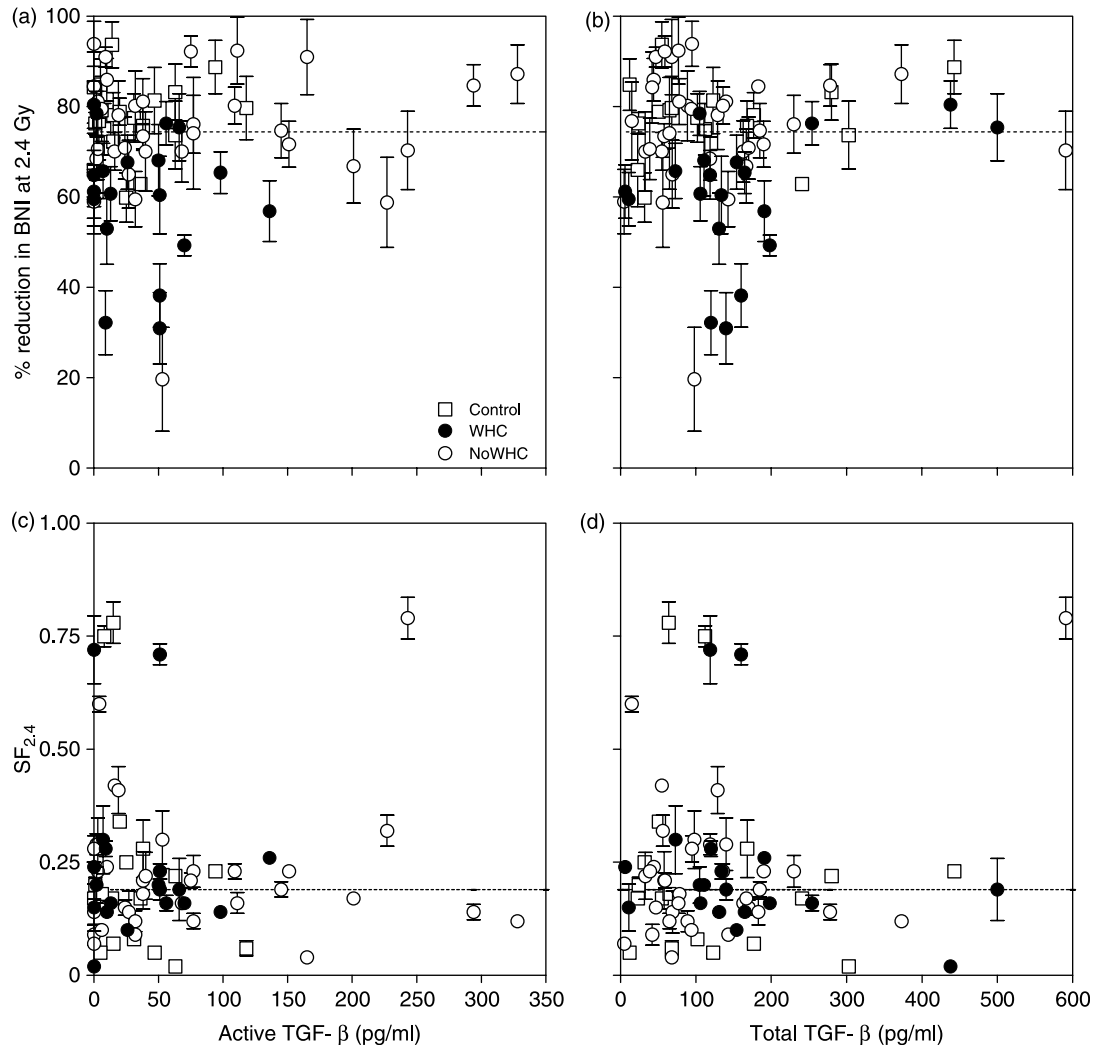 (a)
(b)
% reduction in BNI at 2.4 Gy
100
80
60
40
20
0
Control
WHC
NoWHC
(c)
(d)
SF2.4
1.00
0.75
0.50
0.25
0
0 50 100 150 200 250 300 350
0 100 200 300 400 500 600
Active TGF- β (pg/ml)
Total TGF- β (pg/ml)